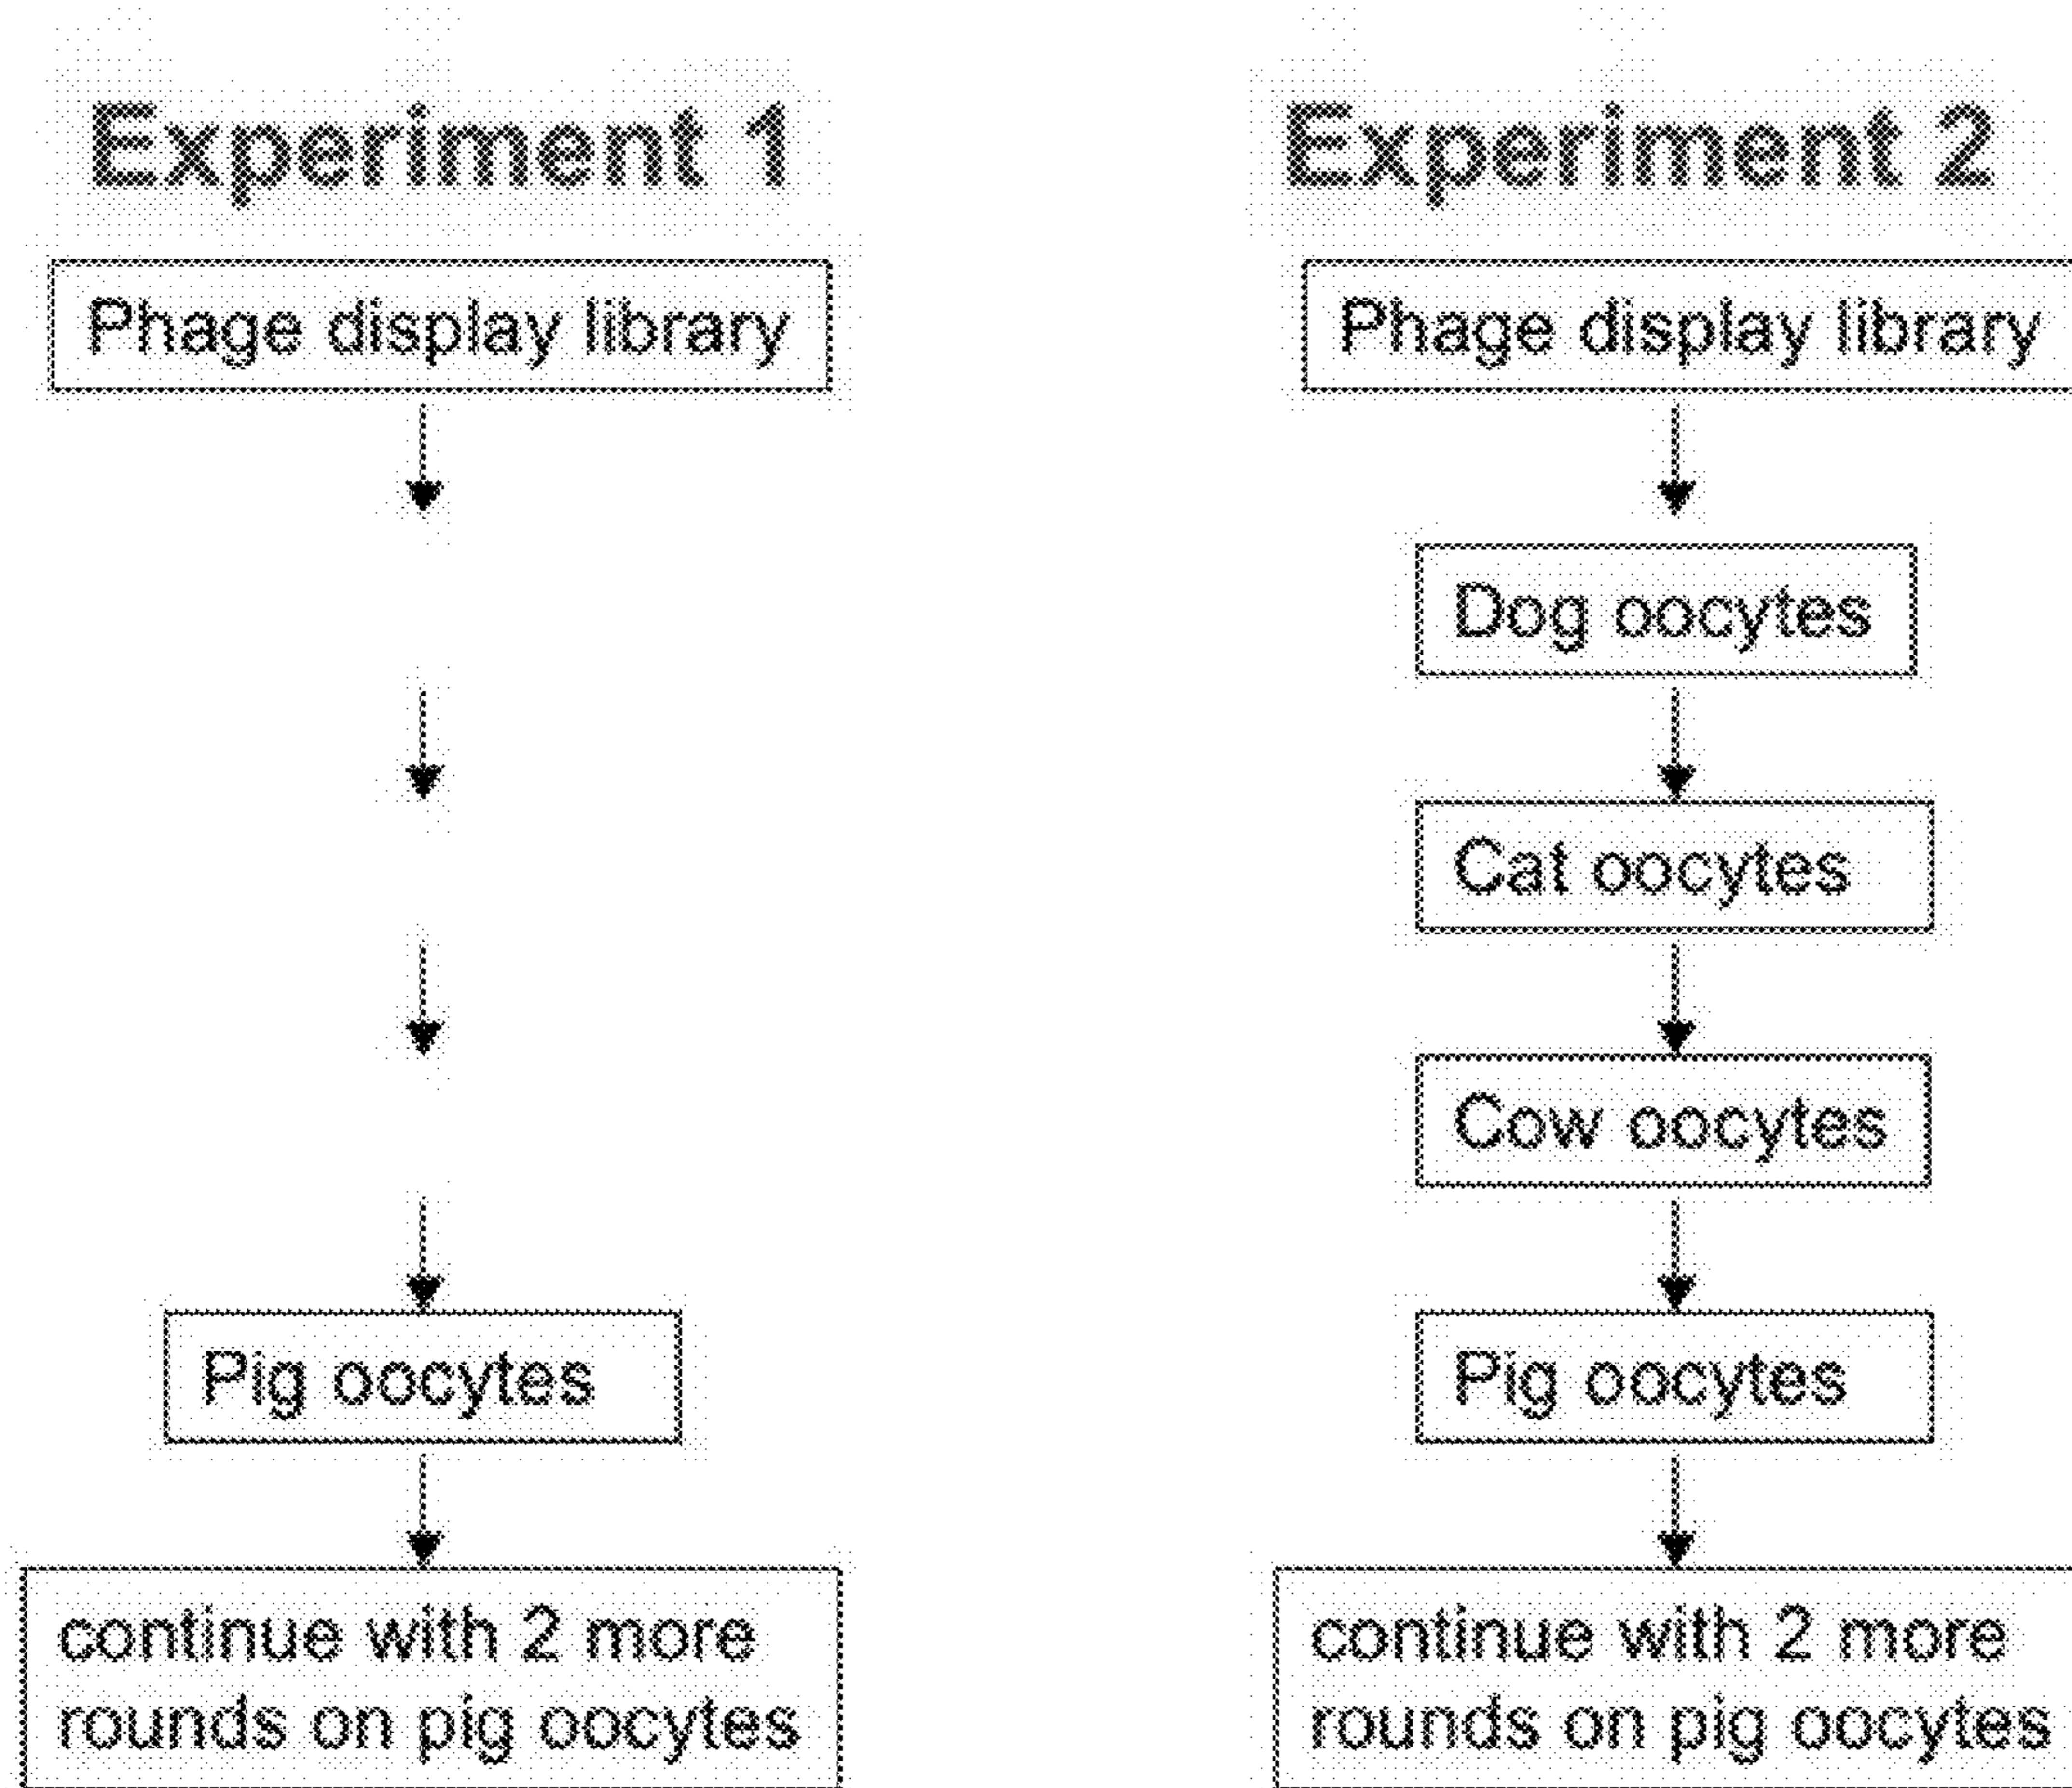 Experiment 1
Phage display library
Pig oocytes
continue with 2 more
rounds on pig oocytes
Experiment 2
Phage display library
Dog oocytes
Cat oocytes
Cow oocytes
Pig oocytes
continue with 2 more
rounds on pig oocytes